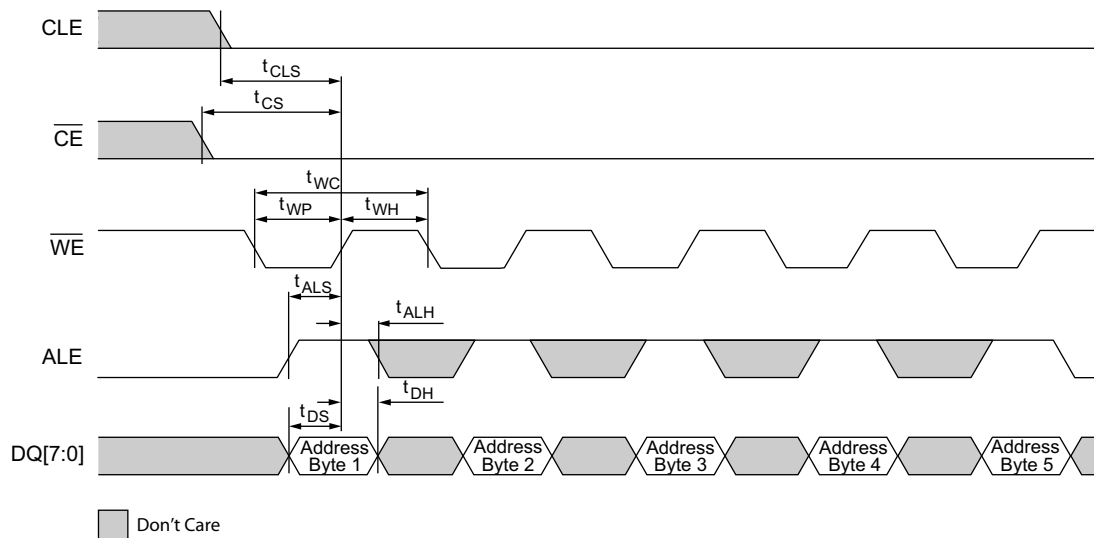 CLE
tCLS
tCS
CE
tWC
tWP
tWH
WE
tALS
tALH
ALE
tDH
tDS
DQ[7:0]
Address
Byte 1
Address
Byte 2
Address
Byte 3
Address
Byte 4
Address
Byte 5
Don't Care